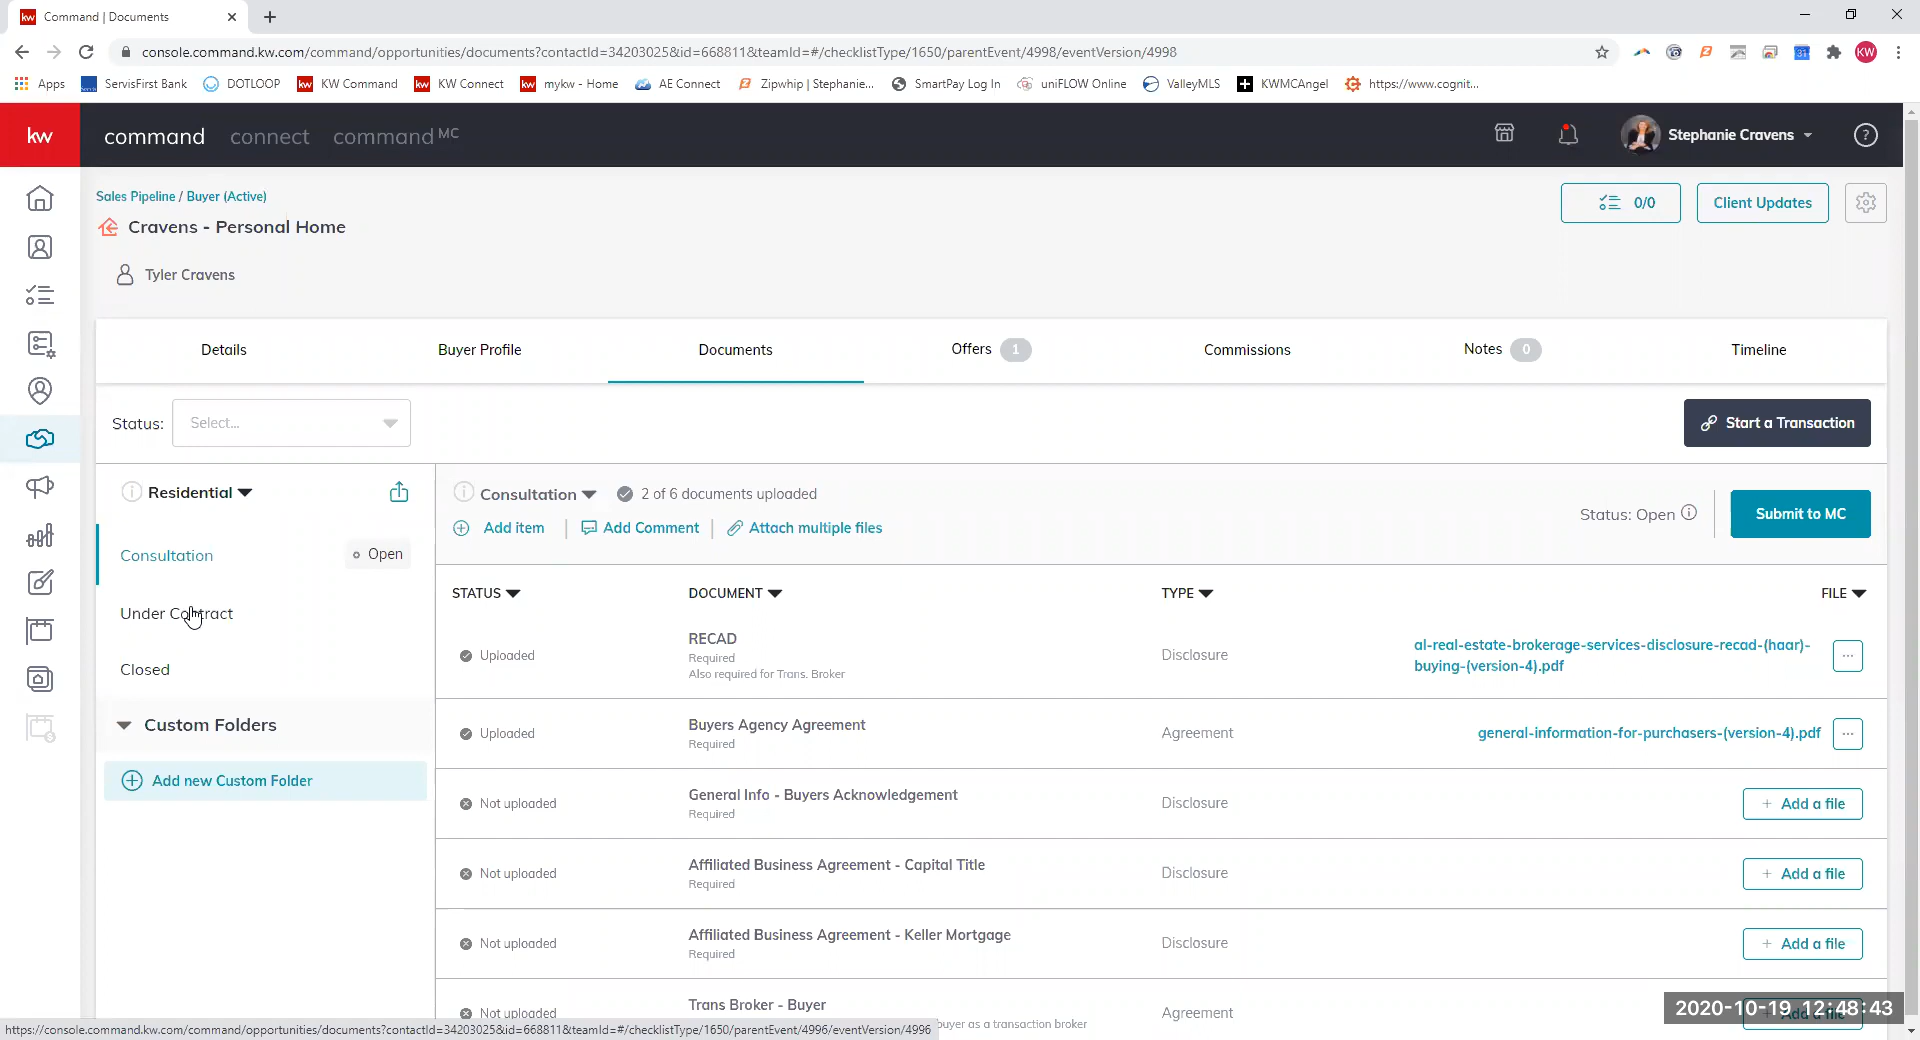 kw
Command | Documents
console.command.kw.com/command/opportunities/documents?contactId=34203025&id=668811&teamId=#/checklistType/1650/parentEvent/4998/eventVersion/4998
KW
Apps
ServisFirst Bank
DOTLOOP
kw
KW Command
kw
KW Connect
kw
mykw - Home
AE Connect
Zipwhip | Stephanie...
SmartPay Log In
uniFLOW Online
ValleyMLS
KWMCAngel
https://www.cognit...
kw
command
connect
command MC
Stephanie Cravens
Sales Pipeline / Buyer (Active)
0/0
Client Updates
Cravens - Personal Home
Tyler Cravens
Details
Buyer Profile
Documents
Offers 1
Commissions
Notes 0
Timeline
Status: Select...
Start a Transaction
Residential
Consultation
Open
Under Contract
Closed
Custom Folders
Add new Custom Folder
Consultation
2 of 6 documents uploaded
Add item
Add Comment
Attach multiple files
Status: Open
Submit to MC
STATUS
DOCUMENT
TYPE
FILE
Uploaded
RECAD
Required
Also required for Trans. Broker
Disclosure
al-real-estate-brokerage-services-disclosure-recad-(haar)-
buying-(version-4).pdf
...
Uploaded
Buyers Agency Agreement
Required
Agreement
general-information-for-purchasers-(version-4).pdf
...
Not uploaded
General Info - Buyers Acknowledgement
Required
Disclosure
+ Add a file
Not uploaded
Affiliated Business Agreement - Capital Title
Required
Disclosure
+ Add a file
Not uploaded
Affiliated Business Agreement - Keller Mortgage
Required
Disclosure
+ Add a file
Not uploaded
Trans Broker - Buyer
buyer as a transaction broker
Agreement
2020-10-19 12:48:43
https://console.command.kw.com/command/opportunities/documents?contactId=34203025&id=668811&teamId=#/checklistType/1650/parentEvent/4996/eventVersion/4996